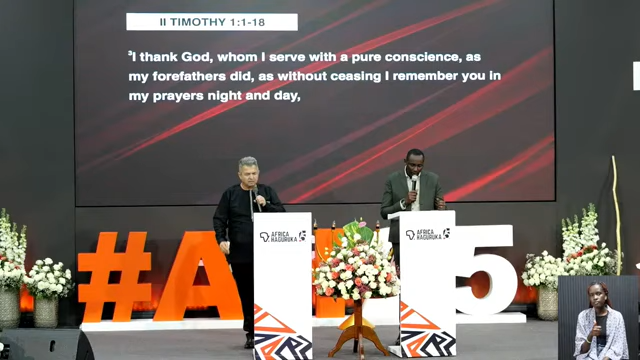 II TIMOTHY 1:1-18
³I thank God, whom I serve with a pure conscience, as
my forefathers did, as without ceasing I remember you in
my prayers night and day,
AFRICA
HAGURUKA
AFRICA
HAGURUKA
#A
5